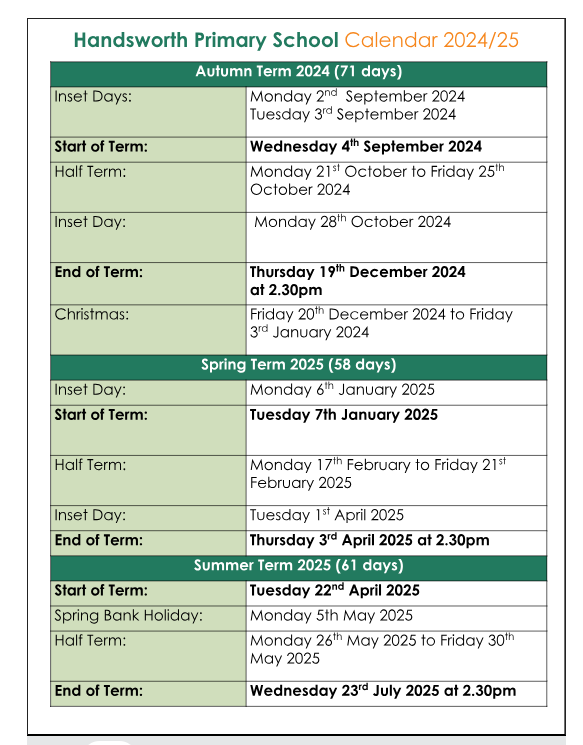 Handsworth Primary School Calendar 2024/25
Autumn Term 2024 (71 days)
Inset Days:
Monday 2nd September 2024
Tuesday 3rd September 2024
Start of Term:
Wednesday 4th September 2024
Half Term:
Monday 21st October to Friday 25th
October 2024
Inset Day:
Monday 28th October 2024
End of Term:
Thursday 19th December 2024
at 2.30pm
Christmas:
Friday 20th December 2024 to Friday
3rd January 2024
Spring Term 2025 (58 days)
Inset Day:
Monday 6th January 2025
Start of Term:
Tuesday 7th January 2025
Half Term:
Monday 17th February to Friday 21st
February 2025
Inset Day:
Tuesday 1st April 2025
End of Term:
Thursday 3rd April 2025 at 2.30pm
Summer Term 2025 (61 days)
Start of Term:
Tuesday 22nd April 2025
Spring Bank Holiday:
Monday 5th May 2025
Half Term:
Monday 26th May 2025 to Friday 30th
May 2025
End of Term:
Wednesday 23rd July 2025 at 2.30pm